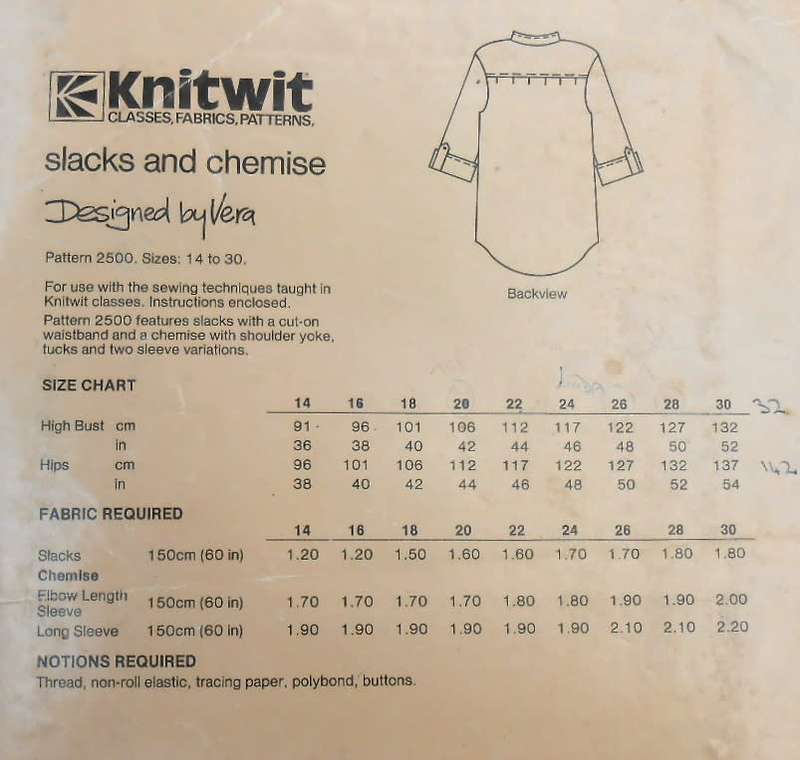 Knitwit
CLASSES, FABRICS, PATTERNS.
slacks and chemise
Designed by Vera
Pattern 2500. Sizes: 14 to 30.
For use with the sewing techniques taught in
Knitwit classes. Instructions enclosed.
Pattern 2500 features slacks with a cut-on
waistband and a chemise with shoulder yoke,
tucks and two sleeve variations.
Backview
SIZE CHART
14 16 18 20 22 24 26 28 30 32
High Bust cm 91 96 101 106 112 117 122 127 132
in 36 38 40 42 44 46 48 50 52
Hips cm 96 101 106 112 117 122 127 132 137 142
in 38 40 42 44 46 48 50 52 54
FABRIC REQUIRED
14 16 18 20 22 24 26 28 30
Slacks 150cm (60 in) 1.20 1.20 1.50 1.60 1.60 1.70 1.70 1.80 1.80
Chemise
Elbow Length
Sleeve 150cm (60 in) 1.70 1.70 1.70 1.70 1.80 1.80 1.90 1.90 2.00
Long Sleeve 150cm (60 in) 1.90 1.90 1.90 1.90 1.90 1.90 2.10 2.10 2.20
NOTIONS REQUIRED
Thread, non-roll elastic, tracing paper, polybond, buttons.